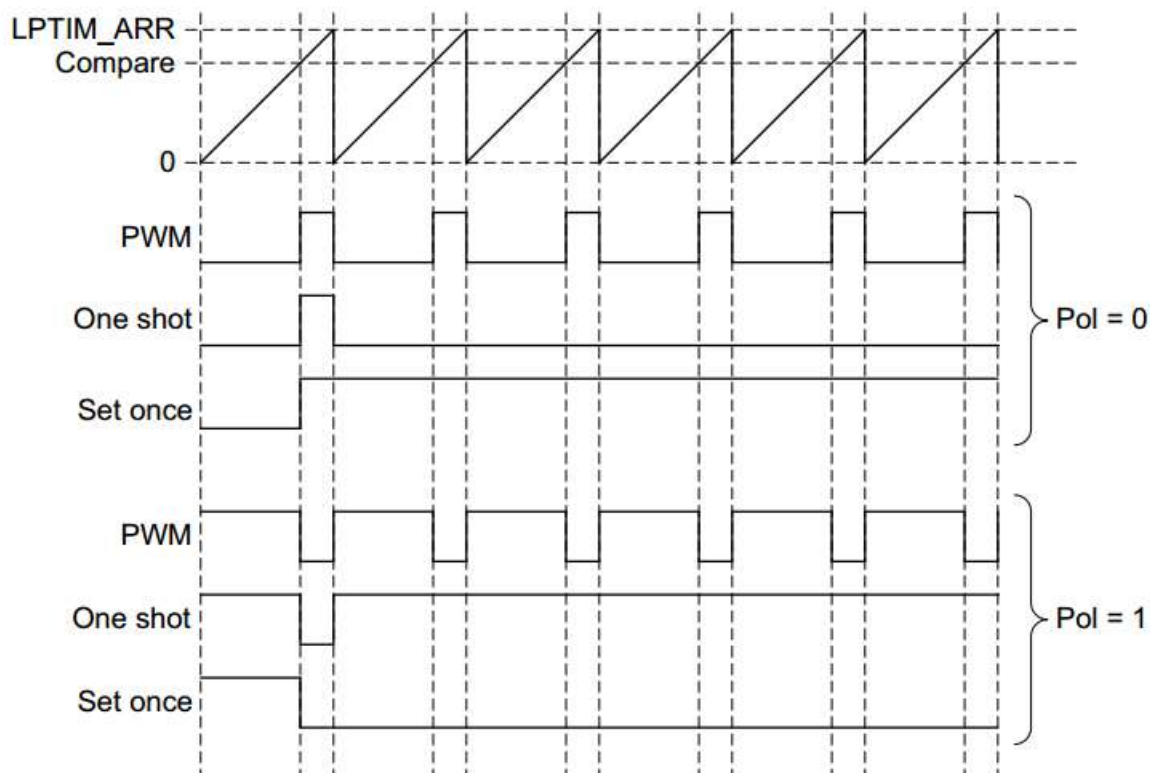 LPTIM_ARR
Compare
0
PWM
One shot
Pol = 0
Set once
PWM
One shot
Pol = 1
Set once